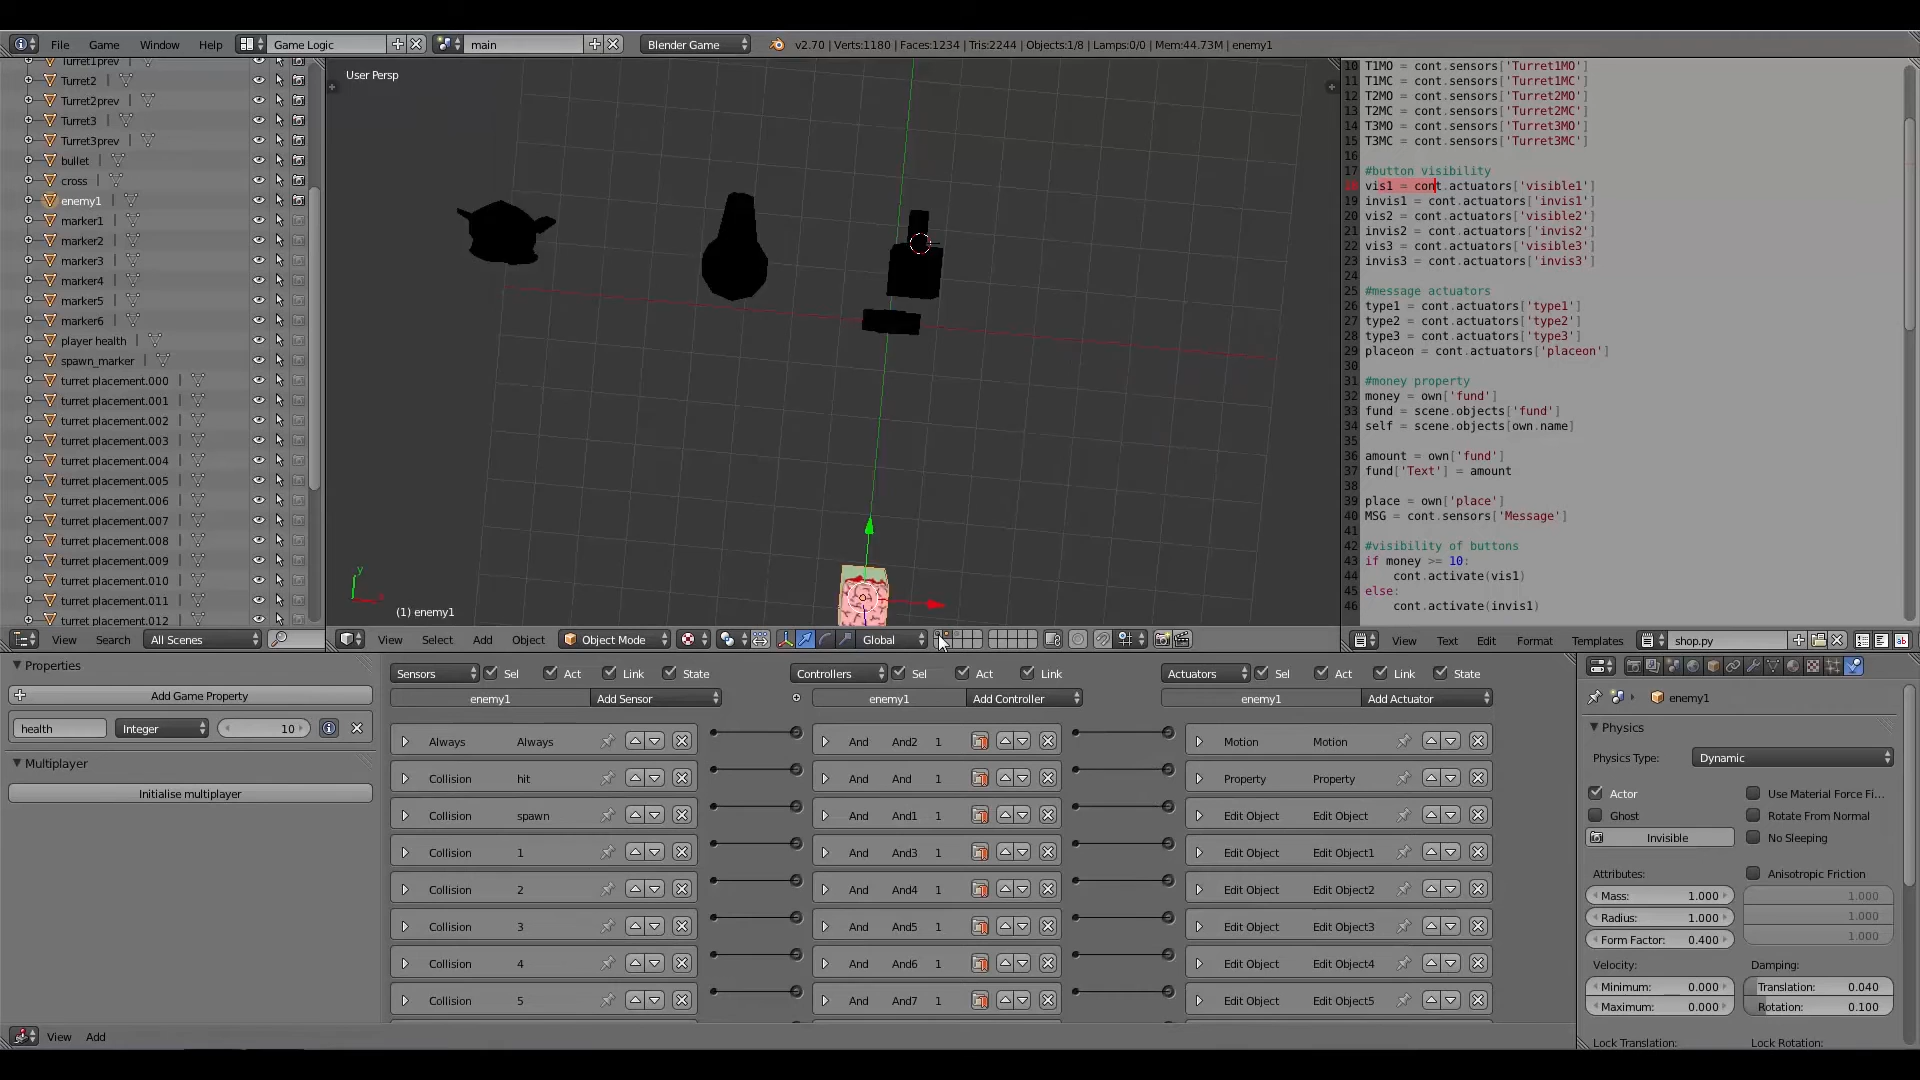 File Game Window Help Game Logic main Blender Game v2.70 | Verts:1180 | Faces:1234 | Tris:2244 | Objects:1/8 | Lamps:0/0 | Mem:44.73M | enemy1
Turret1prev
Turret2
Turret2prev
Turret3
Turret3prev
bullet
cross
enemy1
marker1
marker2
marker3
marker4
marker5
marker6
player health
spawn_marker
turret placement.000
turret placement.001
turret placement.002
turret placement.003
turret placement.004
turret placement.005
turret placement.006
turret placement.007
turret placement.008
turret placement.009
turret placement.010
turret placement.011
turret placement.012
View Search All Scenes
User Persp
y
x
(1) enemy1
View Select Add Object Object Mode Global
10 T1MO = cont.sensors['Turret1MO']
11 T1MC = cont.sensors['Turret1MC']
12 T2MO = cont.sensors['Turret2MO']
13 T2MC = cont.sensors['Turret2MC']
14 T3MO = cont.sensors['Turret3MO']
15 T3MC = cont.sensors['Turret3MC']
16
17 #button visibility
18 vis1 = cont.actuators['visible1']
19 invis1 = cont.actuators['invis1']
20 vis2 = cont.actuators['visible2']
21 invis2 = cont.actuators['invis2']
22 vis3 = cont.actuators['visible3']
23 invis3 = cont.actuators['invis3']
24
25 #message actuators
26 type1 = cont.actuators['type1']
27 type2 = cont.actuators['type2']
28 type3 = cont.actuators['type3']
29 placeon = cont.actuators['placeon']
30
31 #money property
32 money = own['fund']
33 fund = scene.objects['fund']
34 self = scene.objects[own.name]
35
36 amount = own['fund']
37 fund['Text'] = amount
38
39 place = own['place']
40 MSG = cont.sensors['Message']
41
42 #visibility of buttons
43 if money >= 10:
44 cont.activate(vis1)
45 else:
46 cont.activate(invis1)
View Text Edit Format Templates shop.py
Properties
Add Game Property
health Integer 10
Multiplayer
Initialise multiplayer
Sensors Sel Act Link State Controllers Sel Act Link Actuators Sel Act Link State
enemy1 Add Sensor enemy1 Add Controller enemy1 Add Actuator
Always Always And And2 1 Motion Motion
Collision hit And And 1 Property Property
Collision spawn And And1 1 Edit Object Edit Object
Collision 1 And And3 1 Edit Object Edit Object1
Collision 2 And And4 1 Edit Object Edit Object2
Collision 3 And And5 1 Edit Object Edit Object3
Collision 4 And And6 1 Edit Object Edit Object4
Collision 5 And And7 1 Edit Object Edit Object5
View Add
enemy1
Physics
Physics Type: Dynamic
Actor Use Material Force Fi...
Ghost Rotate From Normal
Invisible No Sleeping
Attributes: Anisotropic Friction
Mass: 1.000 1.000
Radius: 1.000 1.000
Form Factor: 0.400 1.000
Velocity: Damping:
Minimum: 0.000 Translation: 0.040
Maximum: 0.000 Rotation: 0.100
Lock Translation: Lock Rotation: